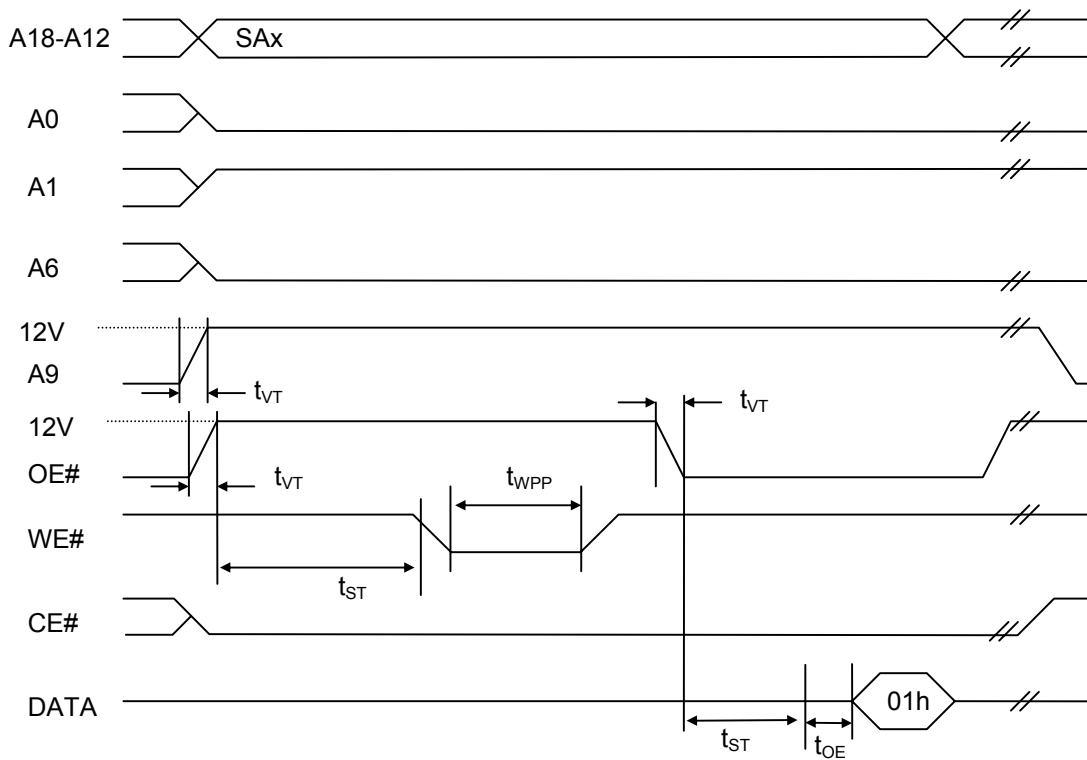 A18-A12 SAx
A0
A1
A6
12V
A9
tVT
tVT
12V
OE#
tVT
tWPP
WE#
tST
CE#
DATA
01h
tST
tOE